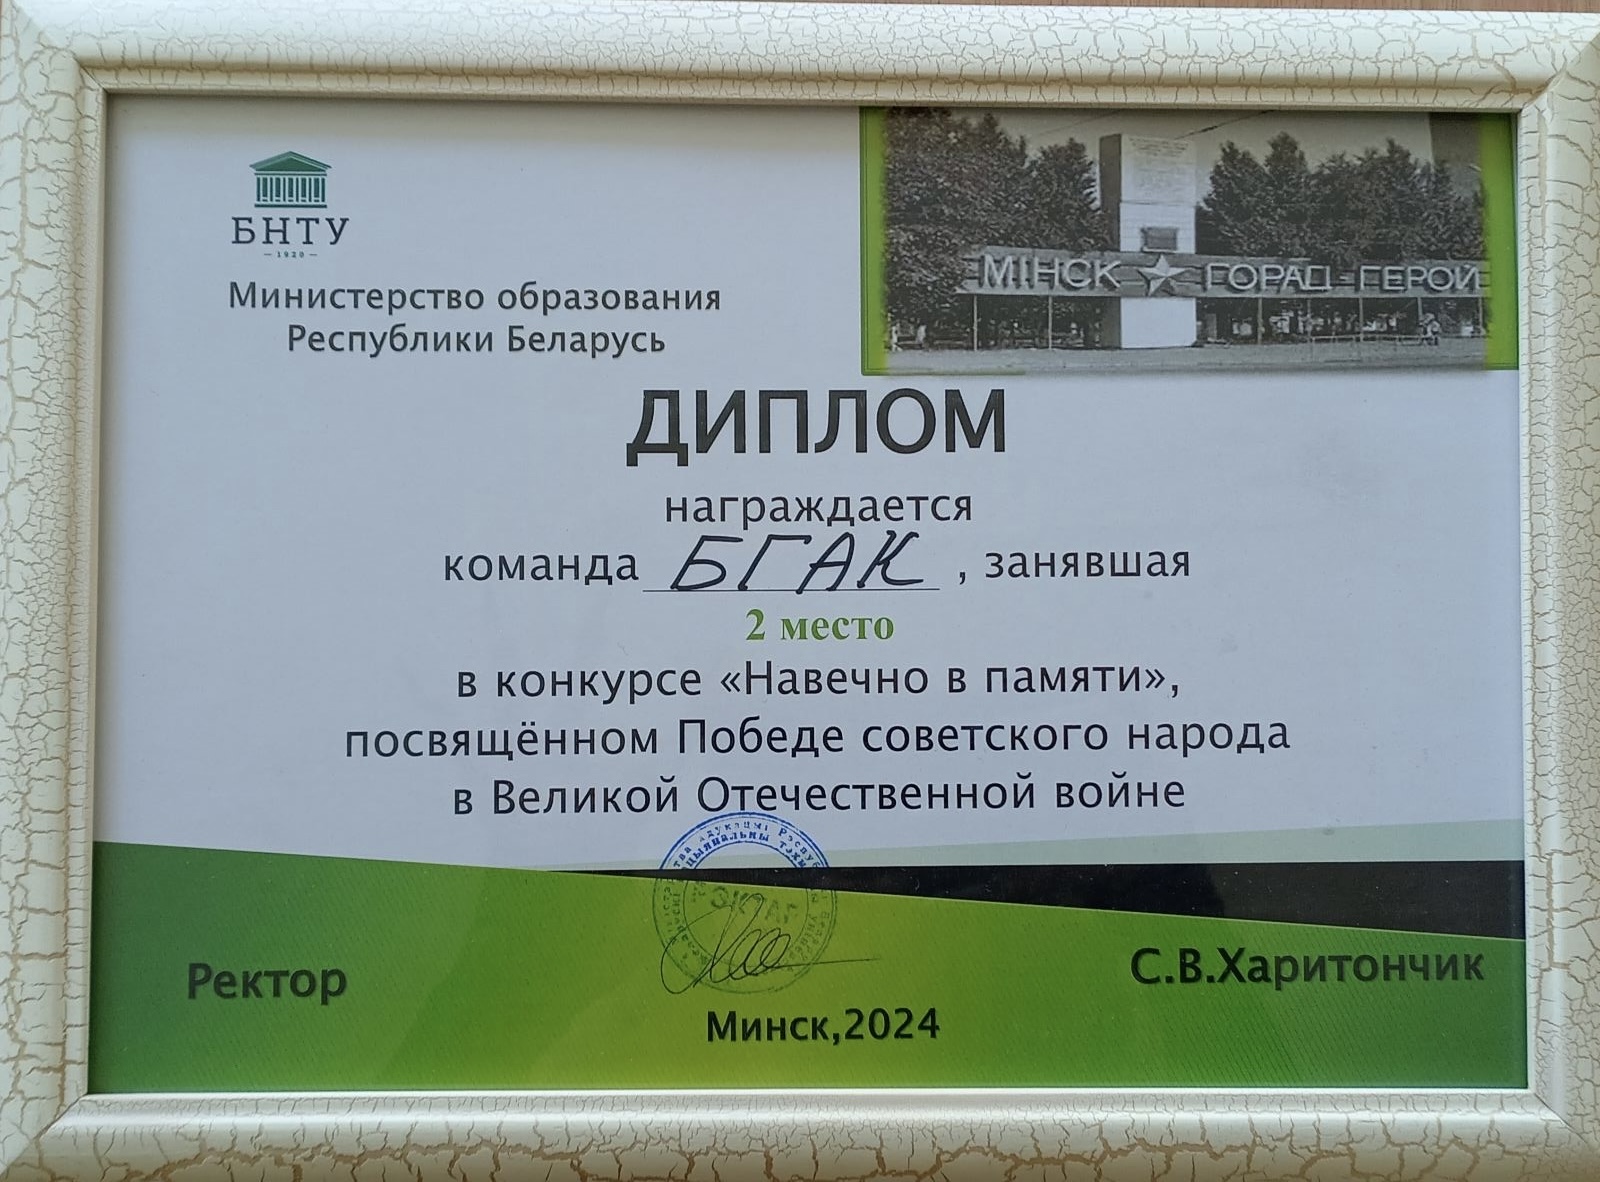 БНТУ
1920
Министерство образования
Республики Беларусь
МІНСК ГОРАД-ГЕРОЙ
ДИПЛОМ
награждается
команда БГАК, занявшая
2 место
в конкурсе «Навечно в памяти»,
посвящённом Победе советского народа
в Великой Отечественной войне
Ректор
С.В.Харитончик
Минск,2024